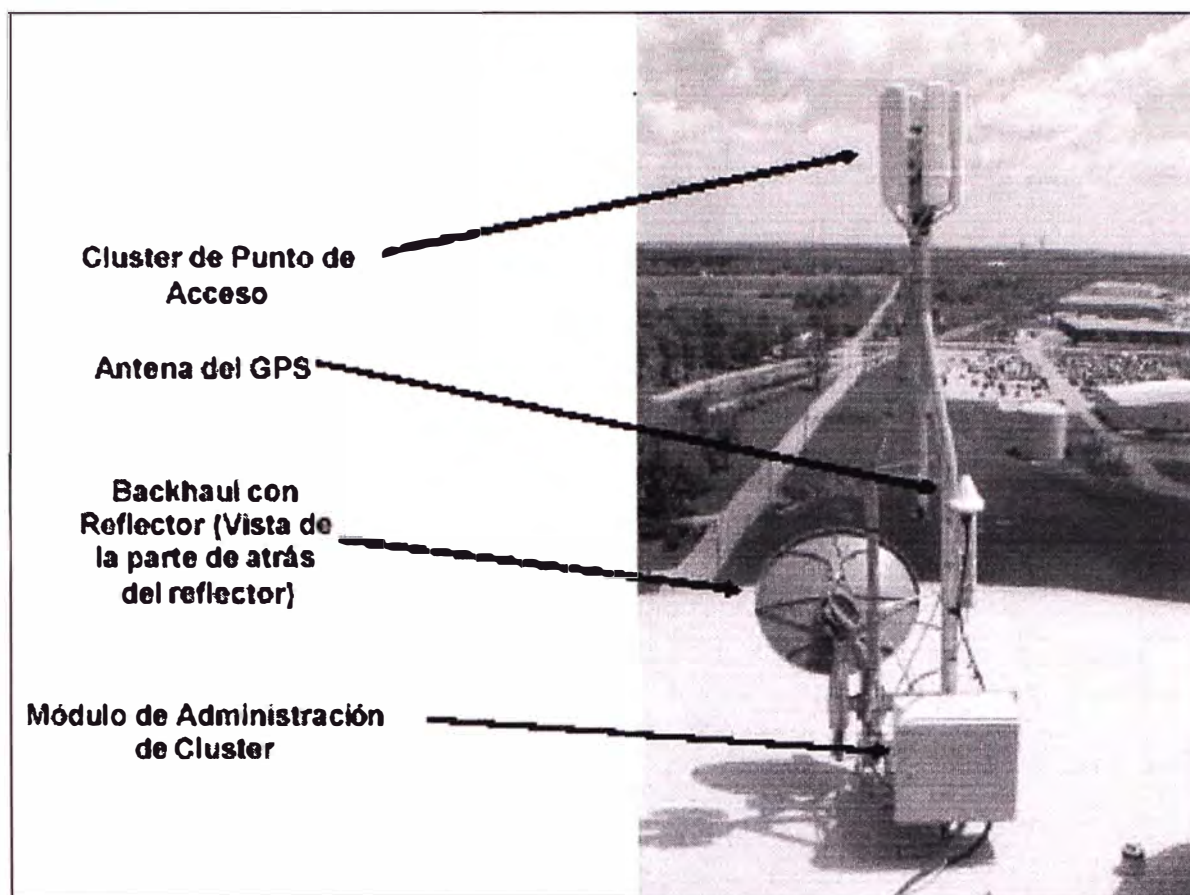 Cluster de Punto de
Acceso
Antena del GPS
Backhaul con
Reflector (Vista de
la parte de atrás
del reflector)
Módulo de Administración
de Cluster